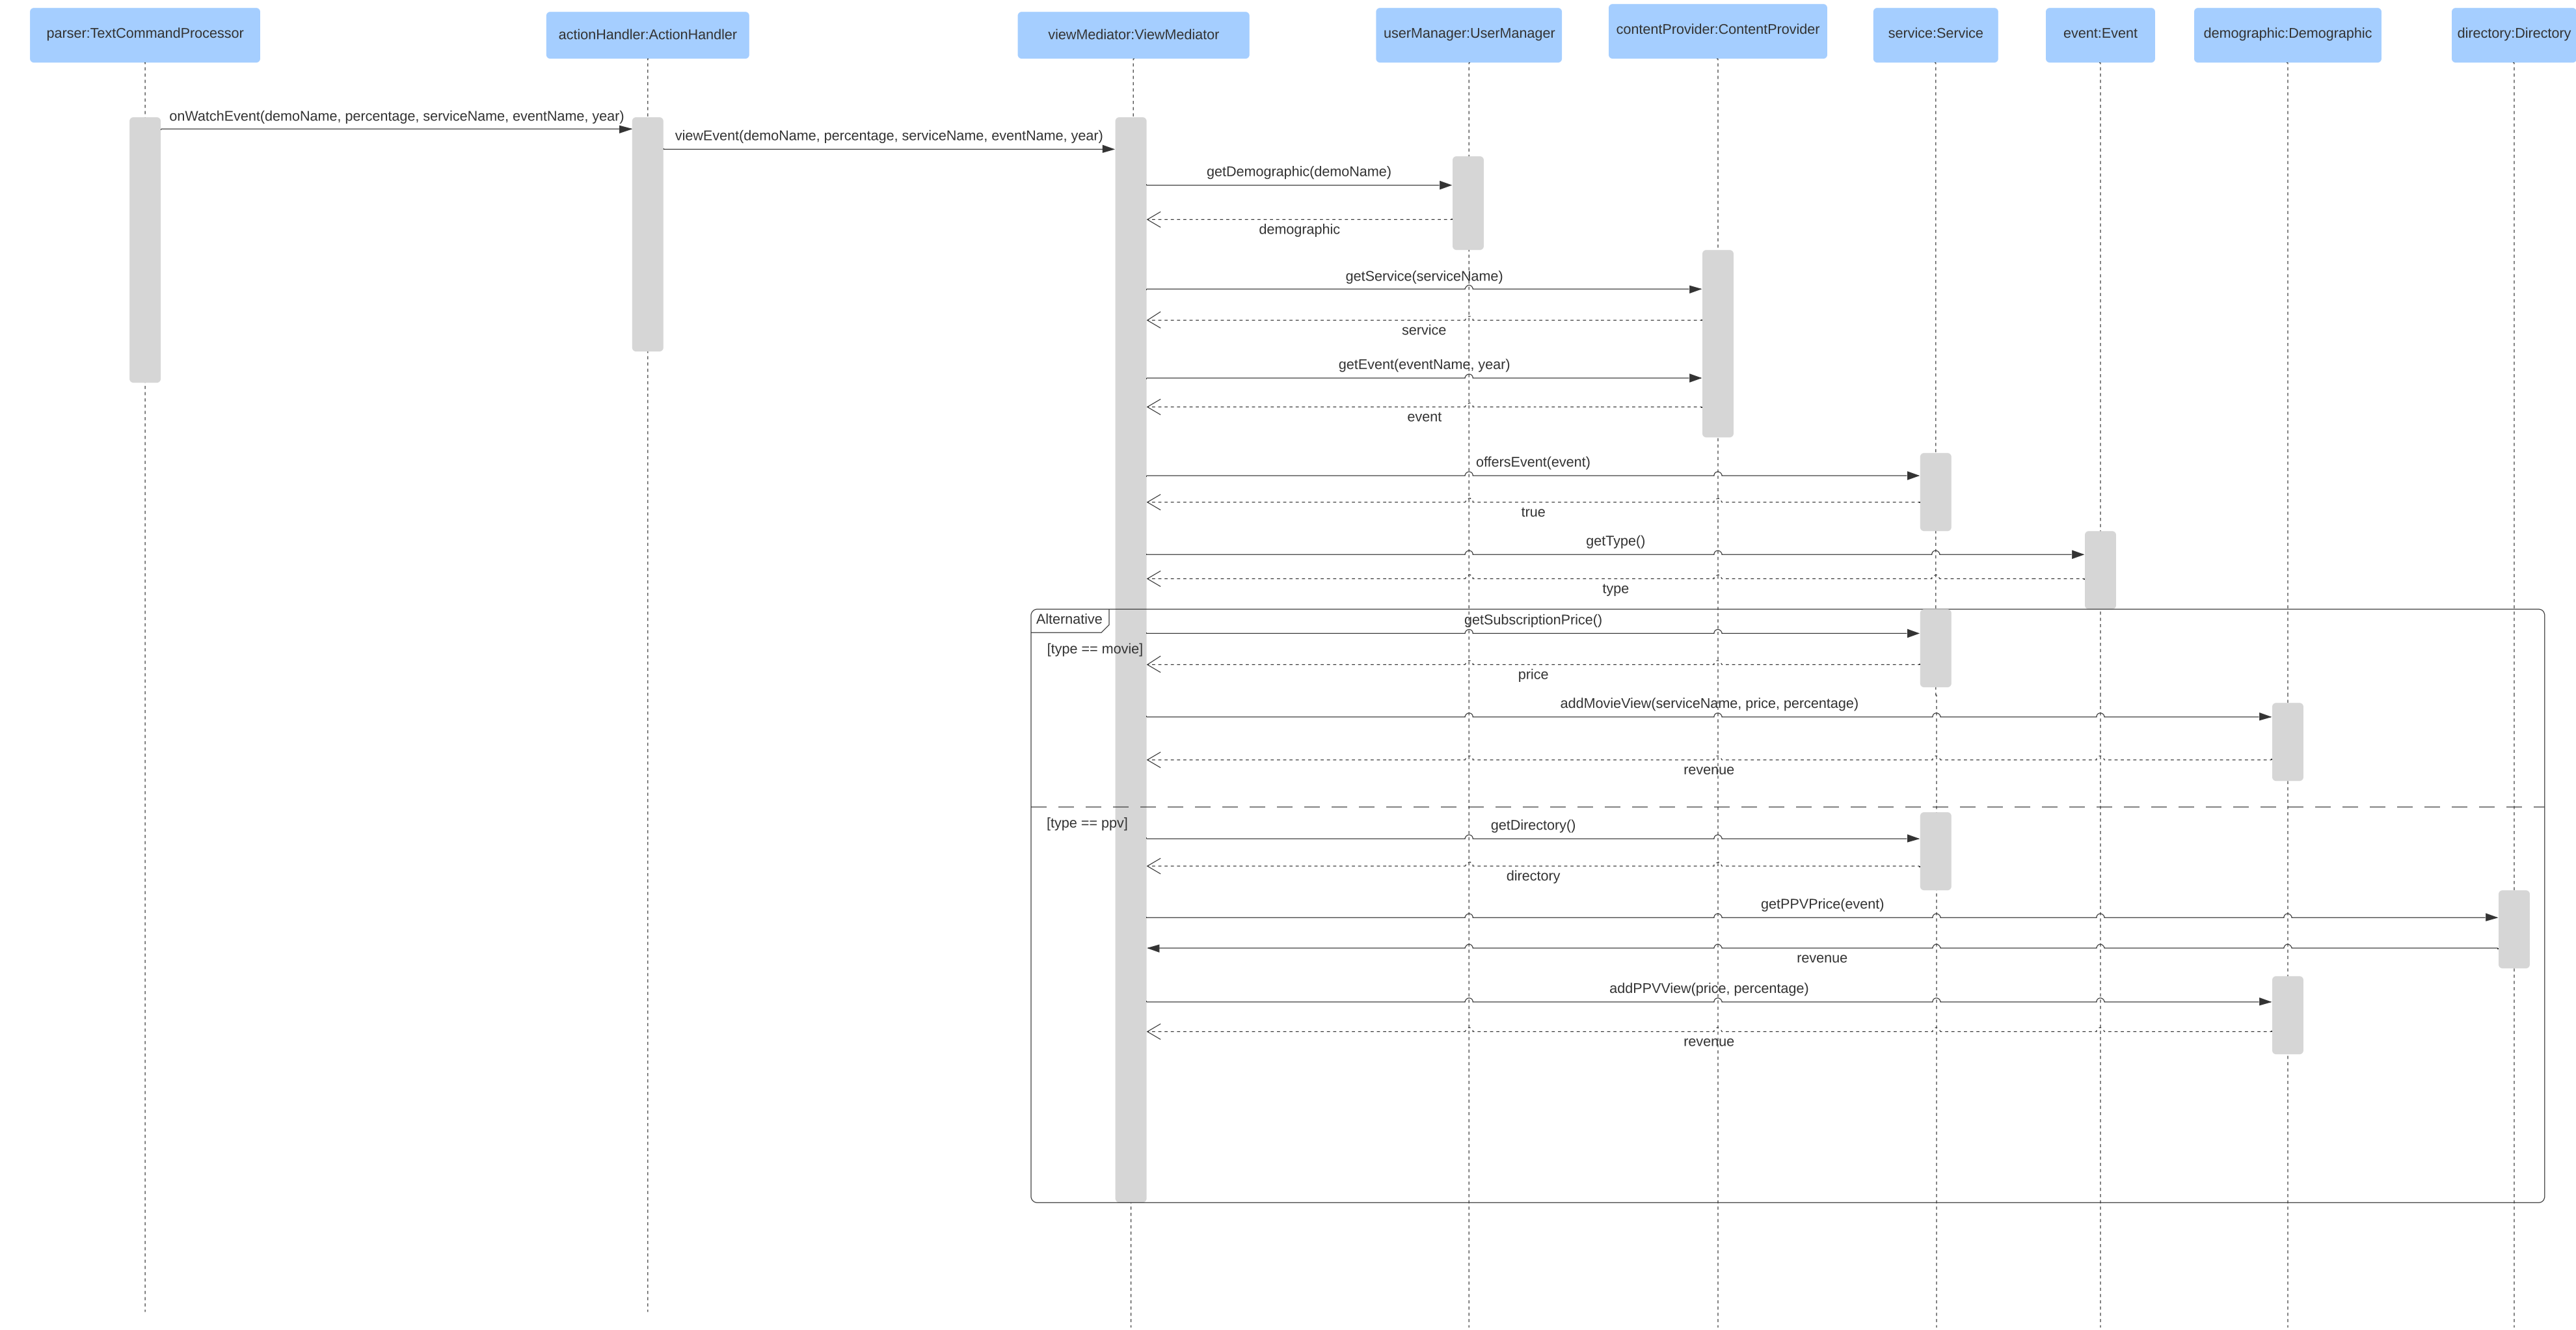 parser:TextCommandProcessor
actionHandler:ActionHandler
viewMediator:ViewMediator
userManager:UserManager
contentProvider:ContentProvider
service:Service
event:Event
demographic:Demographic
directory:Directory
onWatchEvent(demoName, percentage, serviceName, eventName, year)
viewEvent(demoName, percentage, serviceName, eventName, year)
getDemographic(demoName)
demographic
getService(serviceName)
service
getEvent(eventName, year)
event
offersEvent(event)
true
getType()
type
Alternative
getSubscriptionPrice()
[type == movie]
price
addMovieView(serviceName, price, percentage)
revenue
[type == ppv]
getDirectory()
directory
getPPVPrice(event)
revenue
addPPVView(price, percentage)
revenue